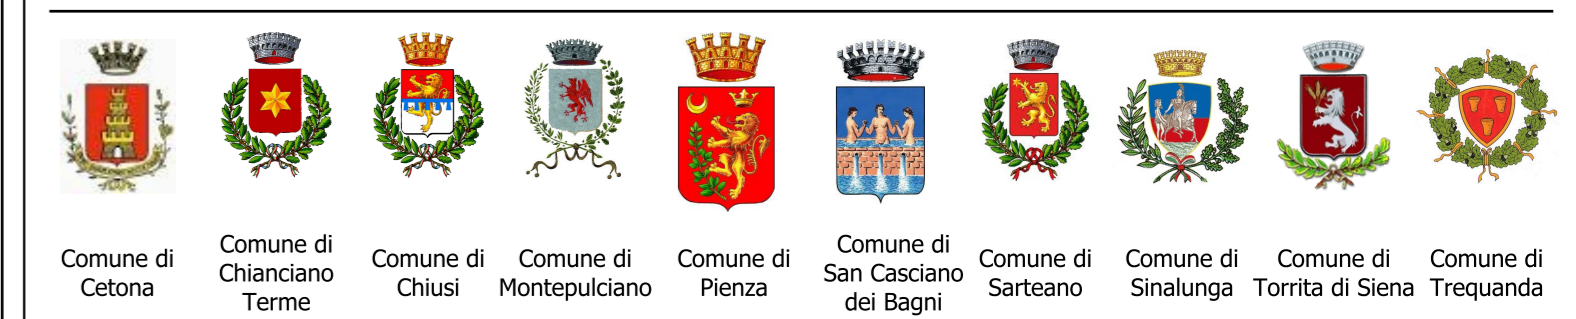 Comune di
Cetona
Comune di
Chianciano
Terme
Comune di
Chiusi
Comune di
Montepulciano
Comune di
Pienza
Comune di
San Casciano
dei Bagni
Comune di
Sarteano
Comune di
Sinalunga
Comune di
Torrita di Siena
Comune di
Trequanda